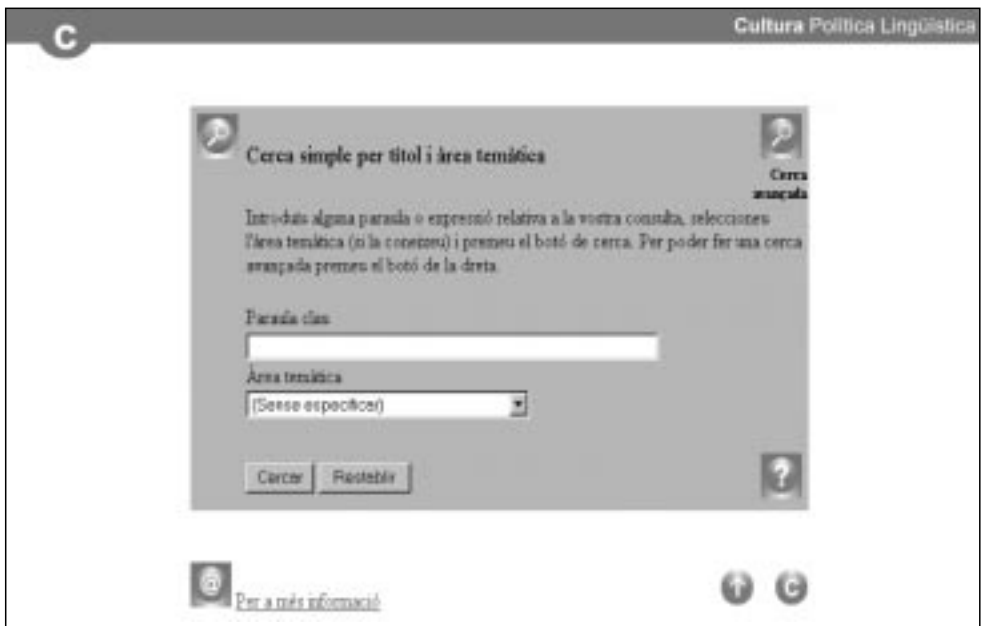 C
Cultura Política Lingüística
Cerca simple per títol i àrea temàtica
Cerca
avançada
Introduïu alguna paraula o expressió relativa a la vostra consulta, seleccioneu
l'àrea temàtica (si la coneixeu) i premeu el botó de cerca. Per poder fer una cerca
avançada premeu el botó de la dreta.
Paraula clau
Àrea temàtica
(Sense especificar)
Cercar
Restablir
?
@
Per a més informació
C